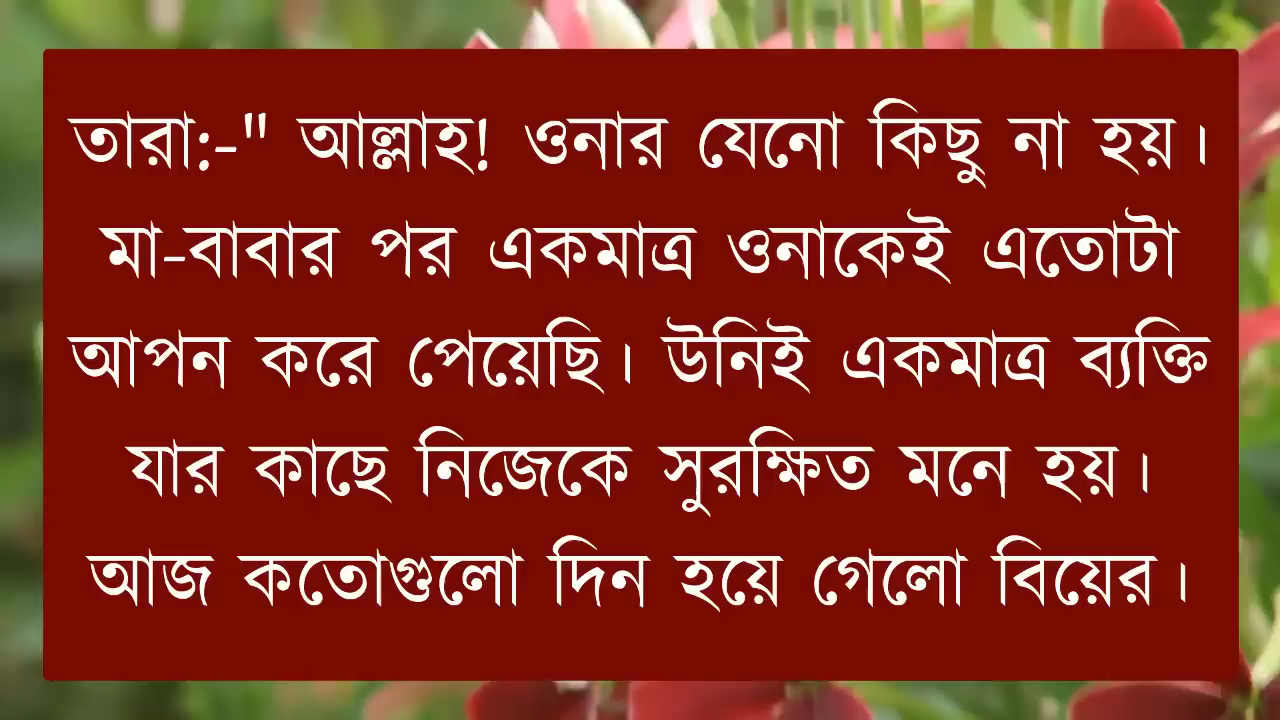 তারা:-" আল্লাহ! ওনার যেনো কিছু না হয়।
মা-বাবার পর একমাত্র ওনাকেই এতোটা
আপন করে পেয়েছি। উনিই একমাত্র ব্যক্তি
যার কাছে নিজেকে সুরক্ষিত মনে হয়।
আজ কতোগুলো দিন হয়ে গেলো বিয়ের।